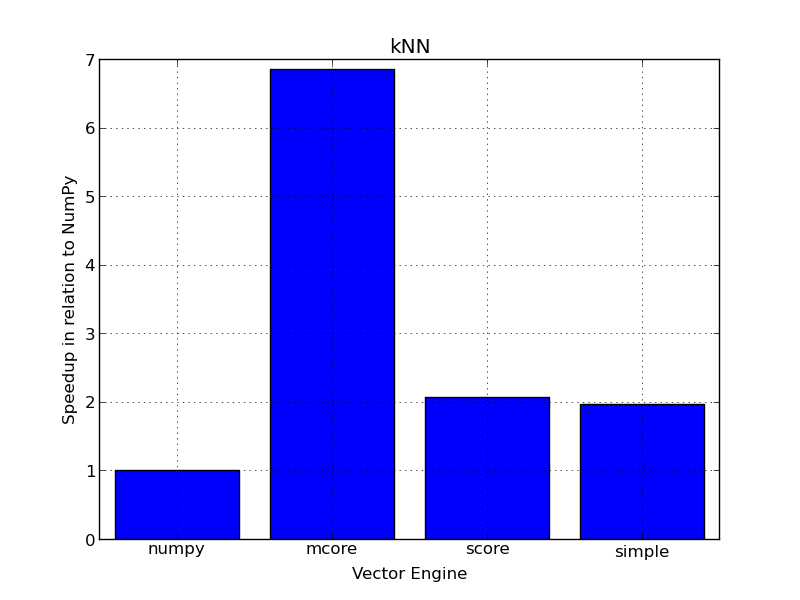 kNN
7
6
5
4
3
2
1
0
Speedup in relation to NumPy
numpy mcore score simple
Vector Engine